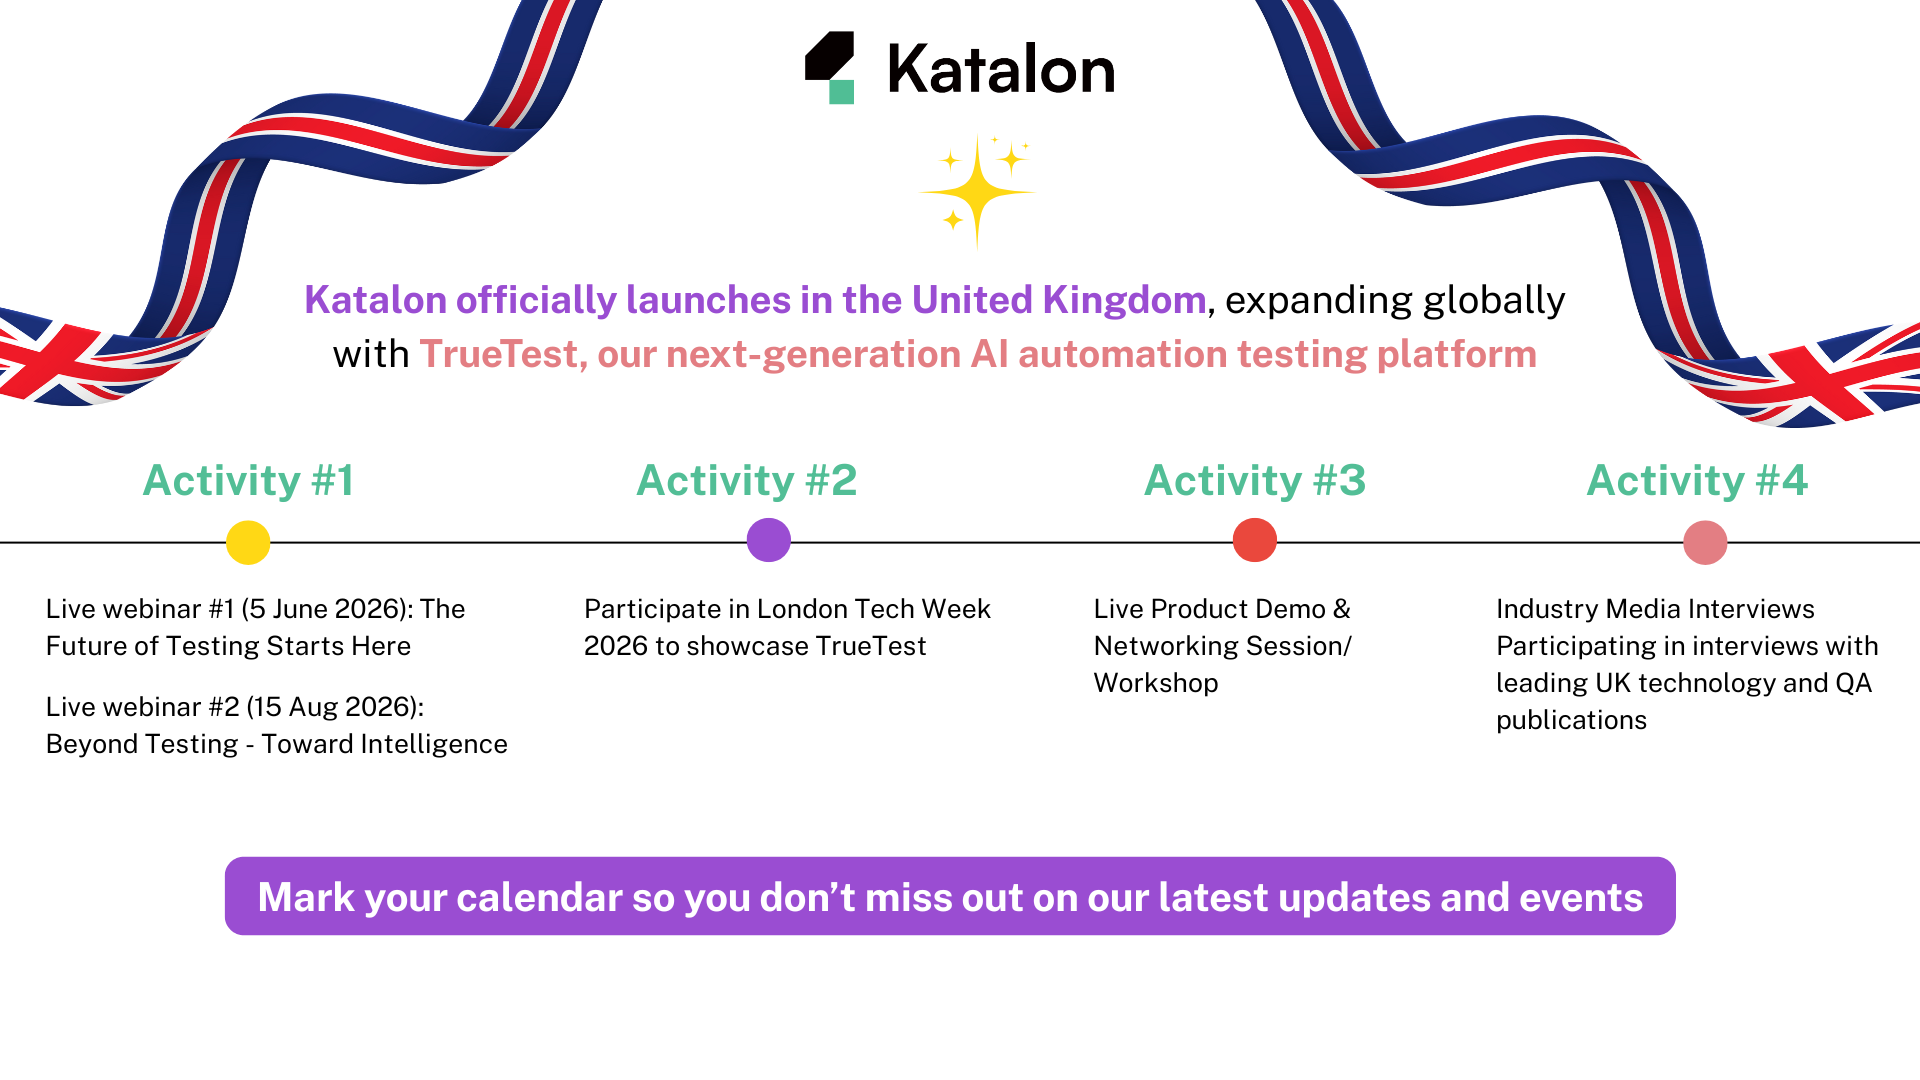 Katalon
Katalon officially launches in the United Kingdom, expanding globally
with TrueTest, our next-generation AI automation testing platform
Activity #1
Live webinar #1 (5 June 2026): The
Future of Testing Starts Here
Live webinar #2 (15 Aug 2026):
Beyond Testing - Toward Intelligence
Activity #2
Participate in London Tech Week
2026 to showcase TrueTest
Activity #3
Live Product Demo &
Networking Session/
Workshop
Activity #4
Industry Media Interviews
Participating in interviews with
leading UK technology and QA
publications
Mark your calendar so you don’t miss out on our latest updates and events